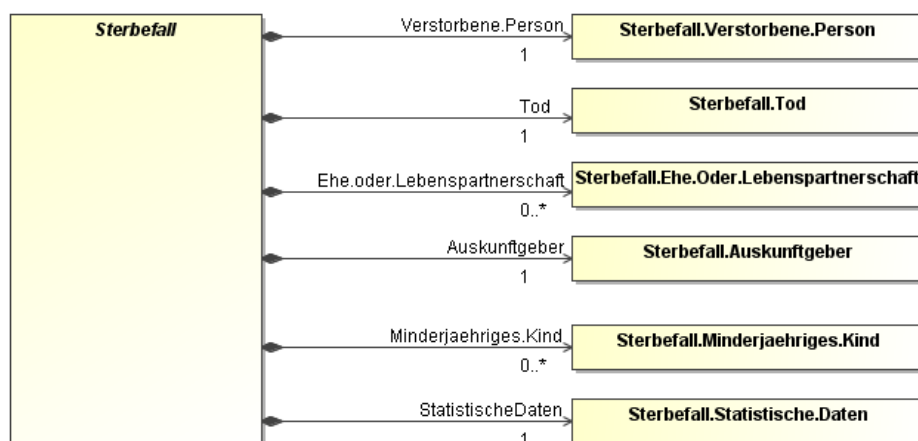 Sterbefall
Verstorbene.Person
1
Sterbefall.Verstorbene.Person
Tod
1
Sterbefall.Tod
Ehe.oder.Lebenspartnerschaft
0..*
Sterbefall.Ehe.Oder.Lebenspartnerschaft
Auskunftgeber
1
Sterbefall.Auskunftgeber
Minderjaehriges.Kind
0..*
Sterbefall.Minderjaehriges.Kind
StatistischeDaten
1
Sterbefall.Statistische.Daten